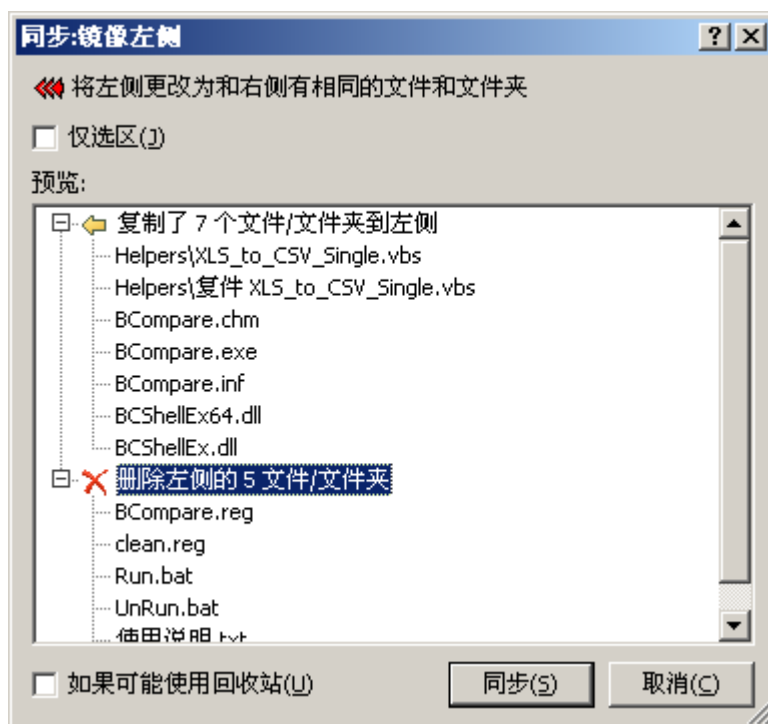 同步:镜像左侧
将左侧更改为和右侧有相同的文件和文件夹
仅选区(J)
预览:
复制了 7 个文件/文件夹到左侧
Helpers\XLS_to_CSV_Single.vbs
Helpers\复件 XLS_to_CSV_Single.vbs
BCompare.chm
BCompare.exe
BCompare.inf
BCShellEx64.dll
BCShellEx.dll
删除左侧的 5 文件/文件夹
BCompare.reg
clean.reg
Run.bat
UnRun.bat
使用说明.txt
如果可能使用回收站(U)
同步(S)
取消(C)